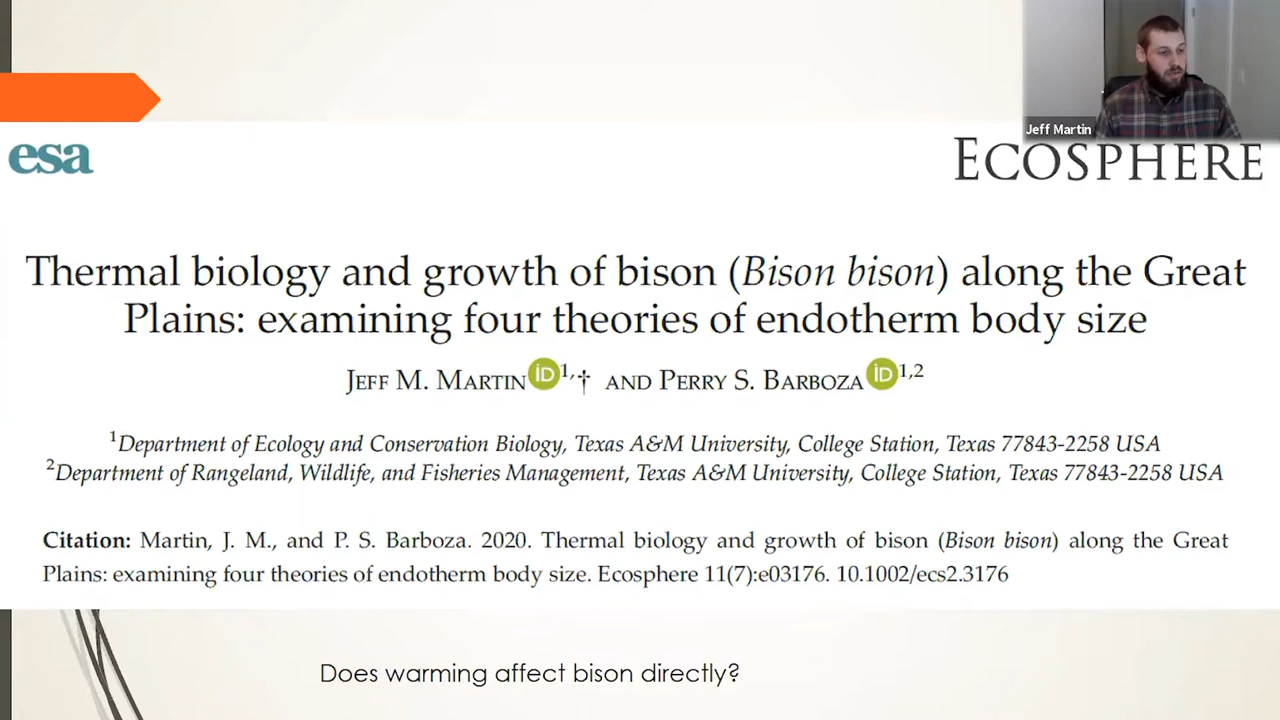 Jeff Martin
esa
ECOSPHERE
Thermal biology and growth of bison (Bison bison) along the Great
Plains: examining four theories of endotherm body size
JEFF M. MARTIN iD 1,† AND PERRY S. BARBOZA iD 1,2
1Department of Ecology and Conservation Biology, Texas A&M University, College Station, Texas 77843-2258 USA
2Department of Rangeland, Wildlife, and Fisheries Management, Texas A&M University, College Station, Texas 77843-2258 USA
Citation: Martin, J. M., and P. S. Barboza. 2020. Thermal biology and growth of bison (Bison bison) along the Great
Plains: examining four theories of endotherm body size. Ecosphere 11(7):e03176. 10.1002/ecs2.3176
Does warming affect bison directly?